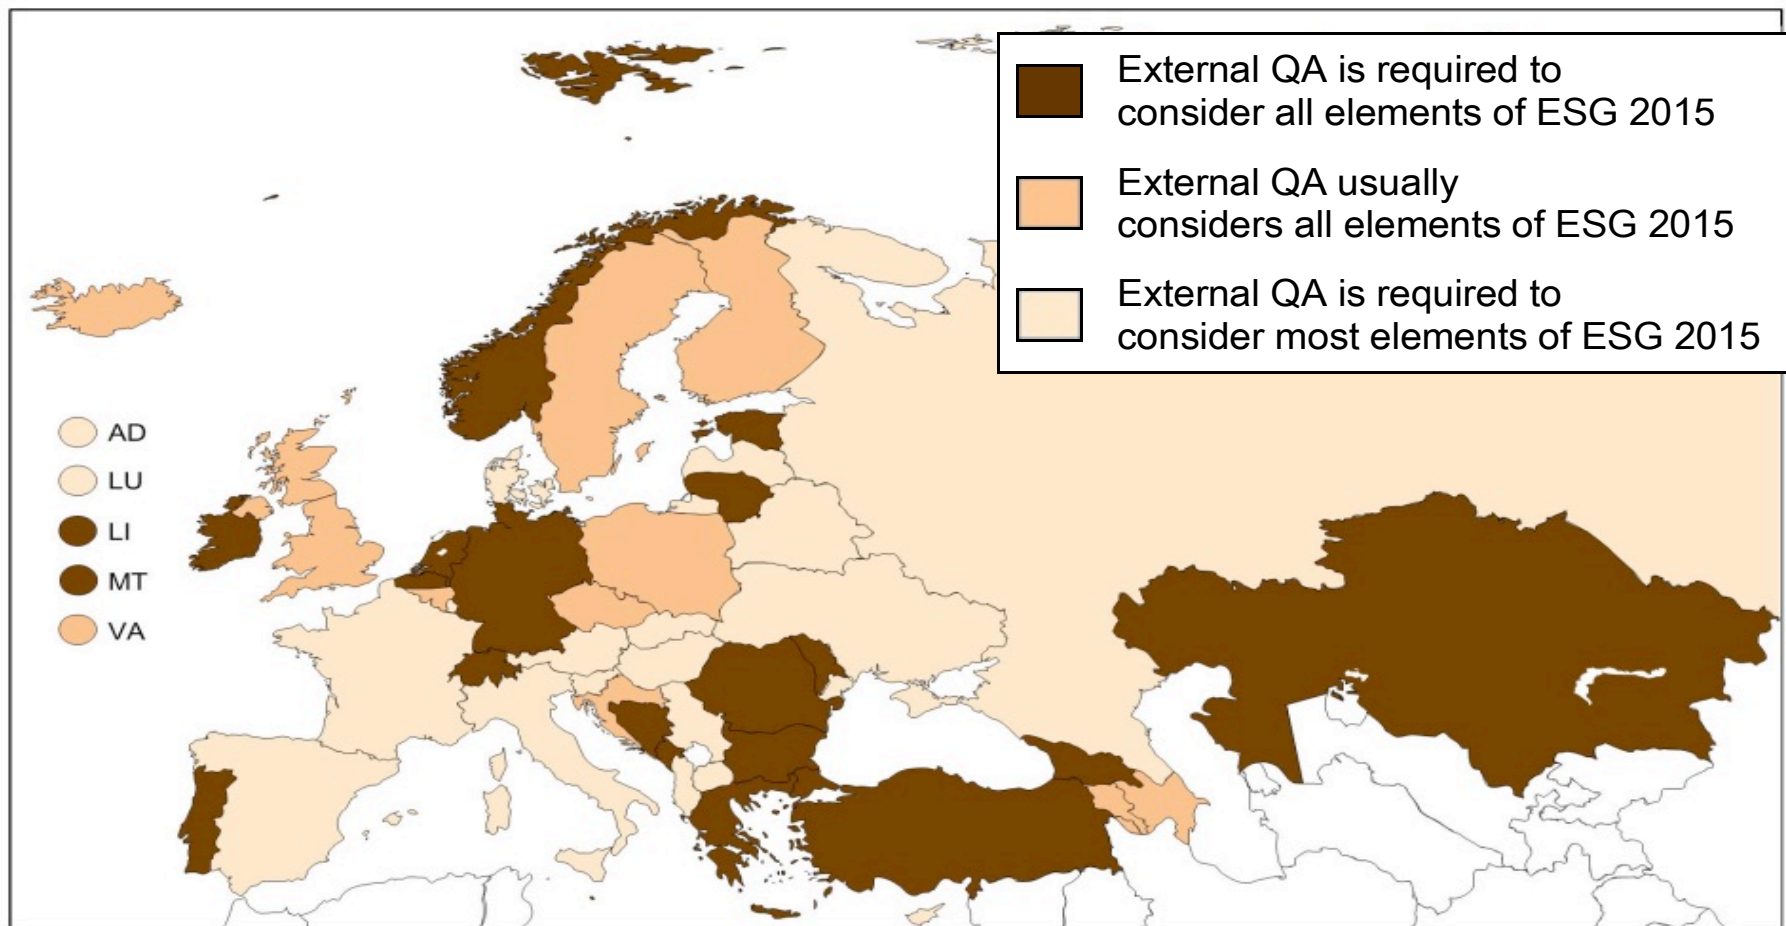 External QA is required to
consider all elements of ESG 2015
External QA usually
considers all elements of ESG 2015
External QA is required to
consider most elements of ESG 2015
AD
LU
LI
MT
VA